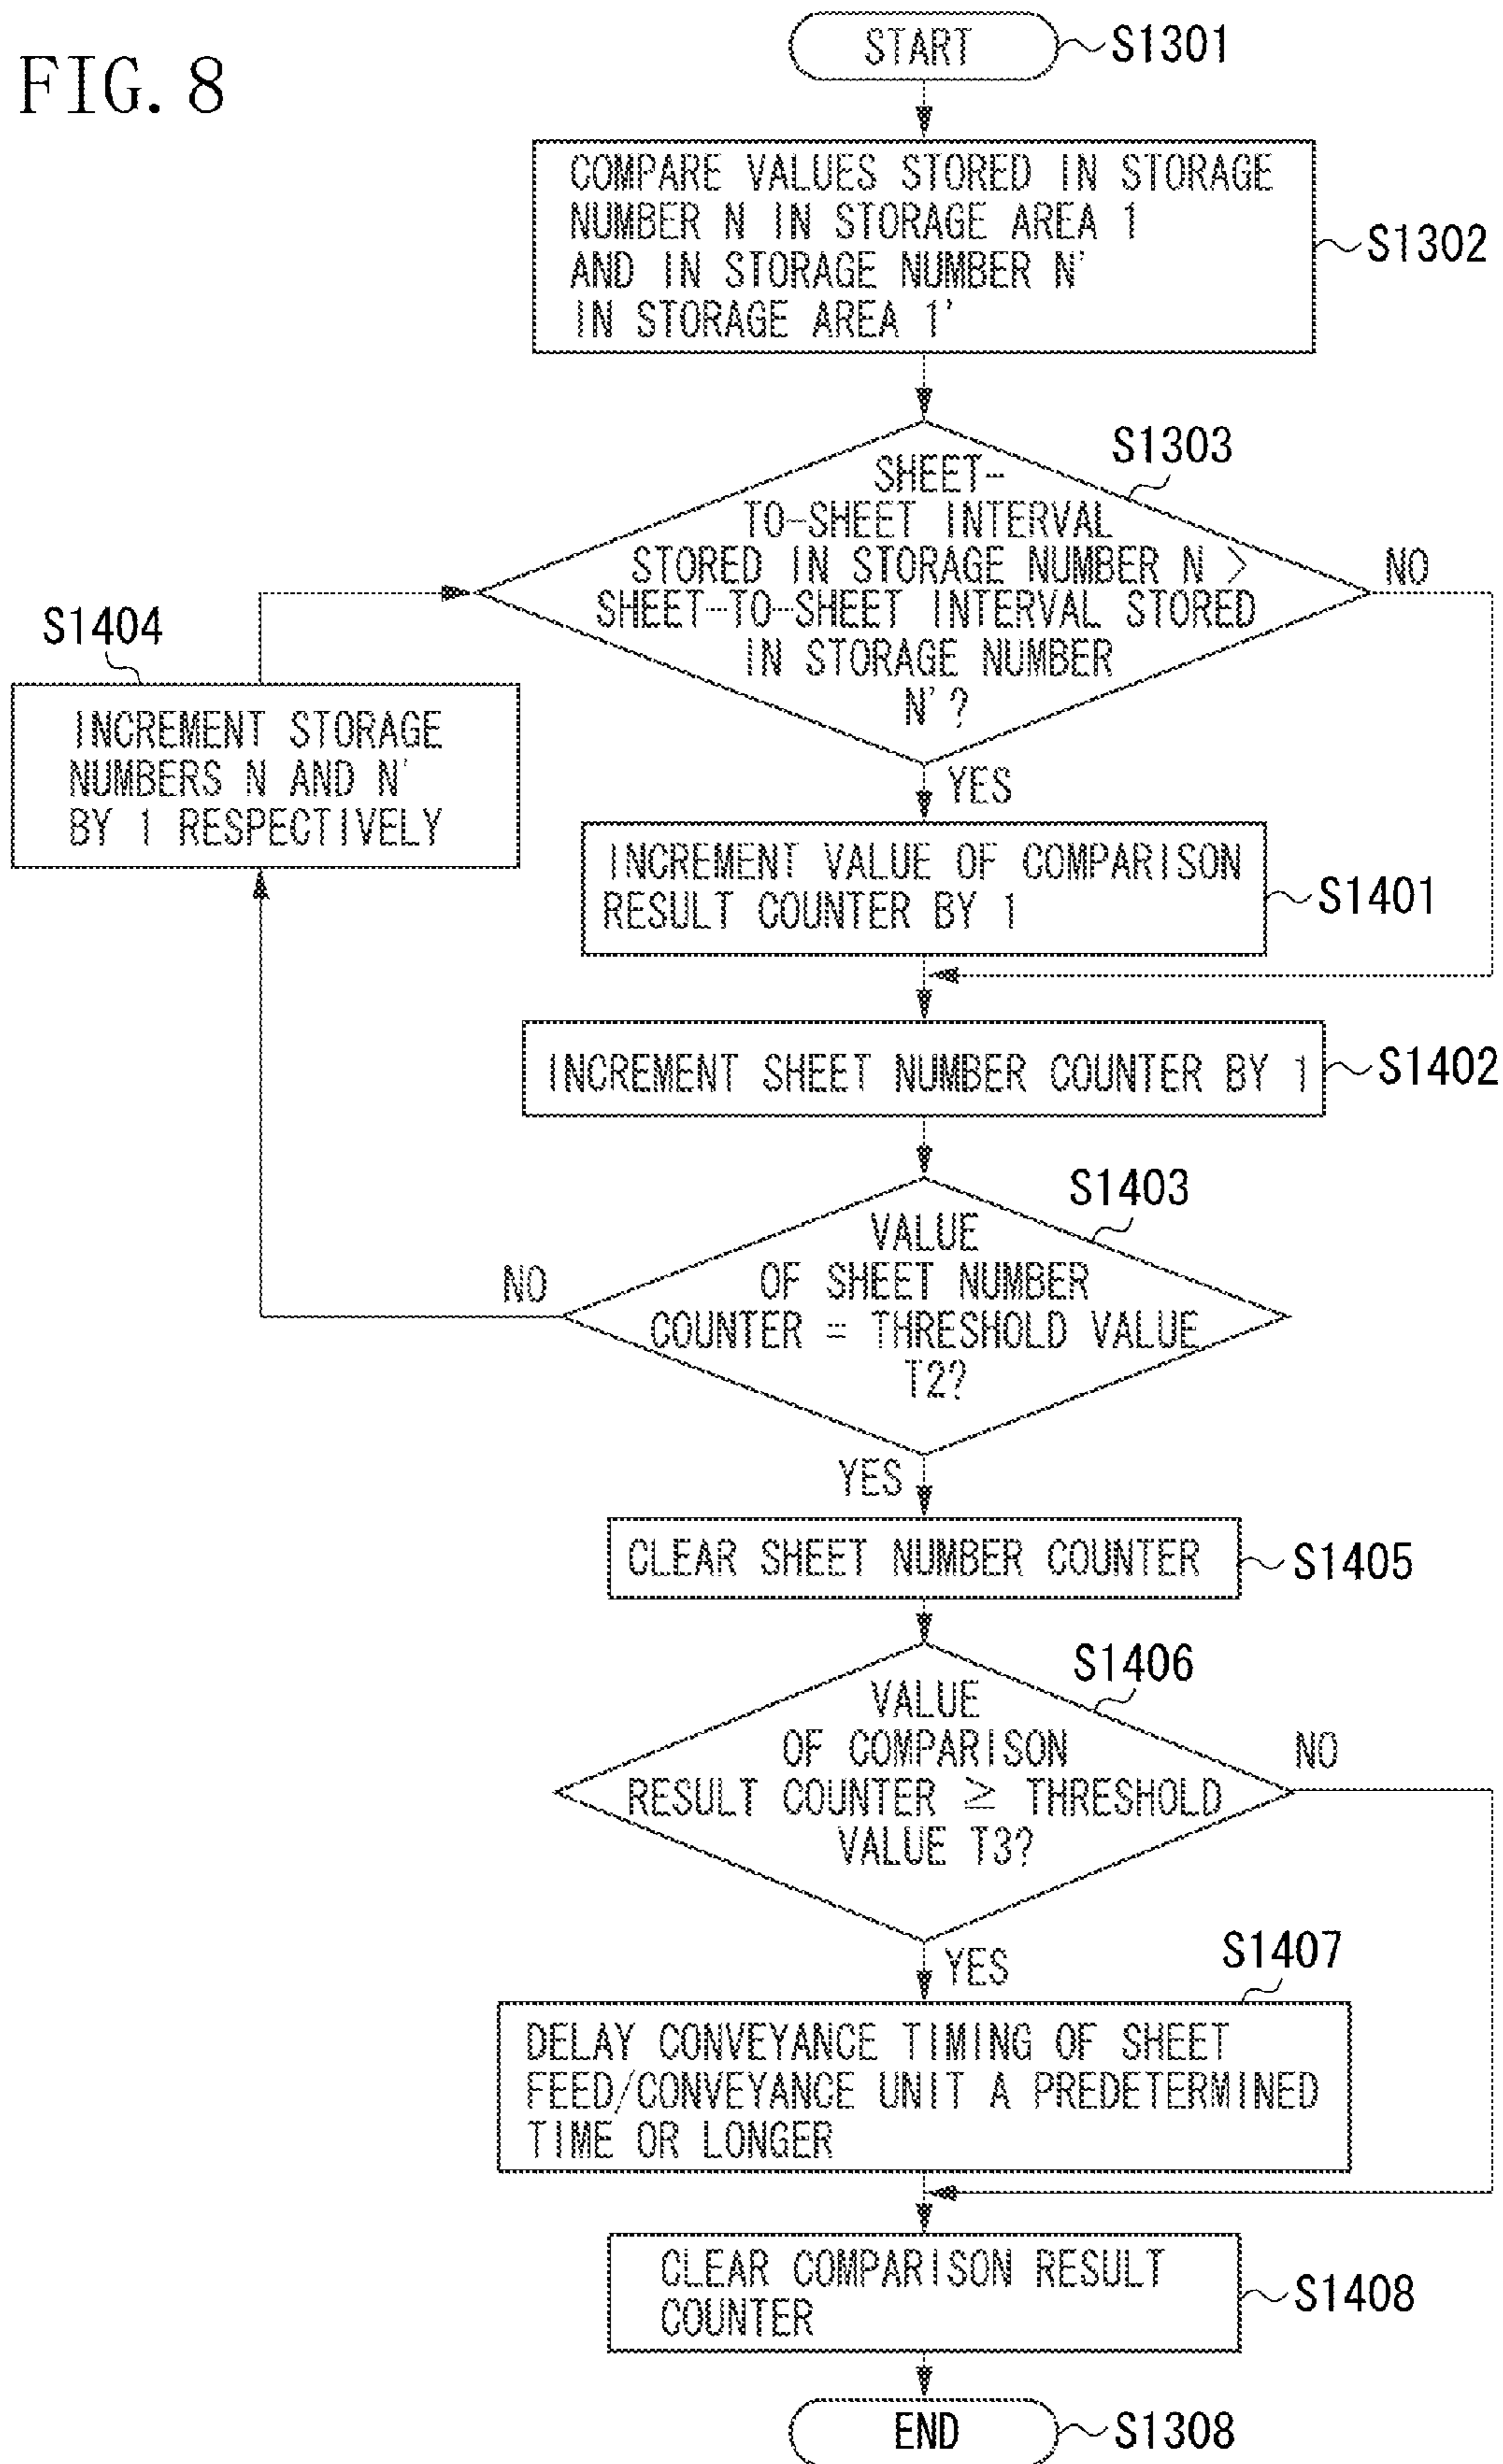 FIG. 8
START
S1301
COMPARE VALUES STORED IN STORAGE
NUMBER N IN STORAGE AREA 1
AND IN STORAGE NUMBER N'
IN STORAGE AREA 1'
S1302
S1303
SHEET-
TO-SHEET INTERVAL
STORED IN STORAGE NUMBER N >
SHEET-TO-SHEET INTERVAL STORED
IN STORAGE NUMBER
N'?
NO
YES
S1404
INCREMENT STORAGE
NUMBERS N AND N'
BY 1 RESPECTIVELY
INCREMENT VALUE OF COMPARISON
RESULT COUNTER BY 1
S1401
INCREMENT SHEET NUMBER COUNTER BY 1
S1402
S1403
VALUE
OF SHEET NUMBER
COUNTER = THRESHOLD VALUE
T2?
NO
YES
CLEAR SHEET NUMBER COUNTER
S1405
S1406
VALUE
OF COMPARISON
RESULT COUNTER ≧ THRESHOLD
VALUE T3?
NO
YES
S1407
DELAY CONVEYANCE TIMING OF SHEET
FEED/CONVEYANCE UNIT A PREDETERMINED
TIME OR LONGER
CLEAR COMPARISON RESULT
COUNTER
S1408
END
S1308